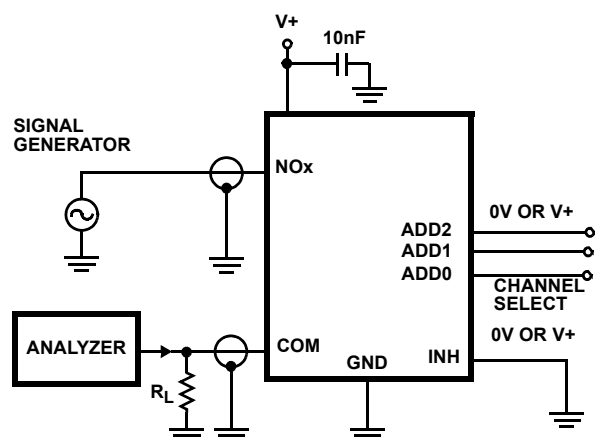 V+
10nF
SIGNAL
GENERATOR
NOx
0V OR V+
ADD2
ADD1
ADD0
CHANNEL
SELECT
0V OR V+
ANALYZER
COM
GND
INH
RL